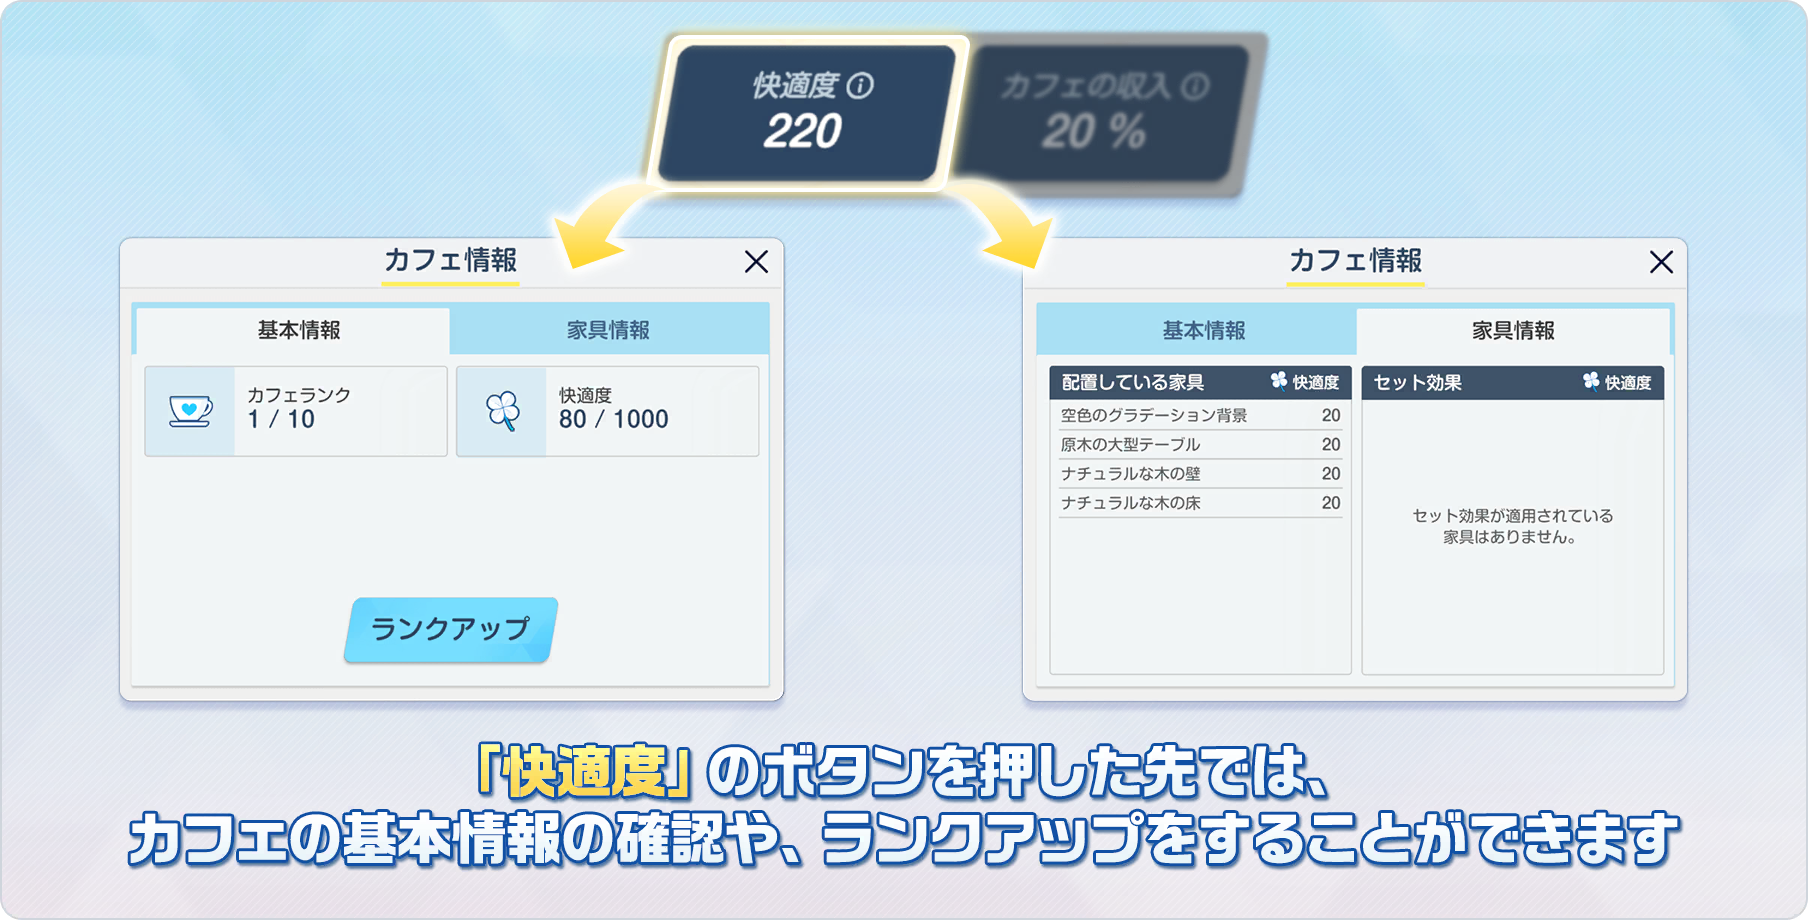 快適度
220
カフェの収入
20 %
カフェ情報
基本情報
家具情報
カフェランク
1 / 10
快適度
80 / 1000
ランクアップ
カフェ情報
基本情報
家具情報
配置している家具 快適度
空色のグラデーション背景 20
原木の大型テーブル 20
ナチュラルな木の壁 20
ナチュラルな木の床 20
セット効果 快適度
セット効果が適用されている
家具はありません。
「快適度」のボタンを押した先では、
カフェの基本情報の確認や、ランクアップをすることができます